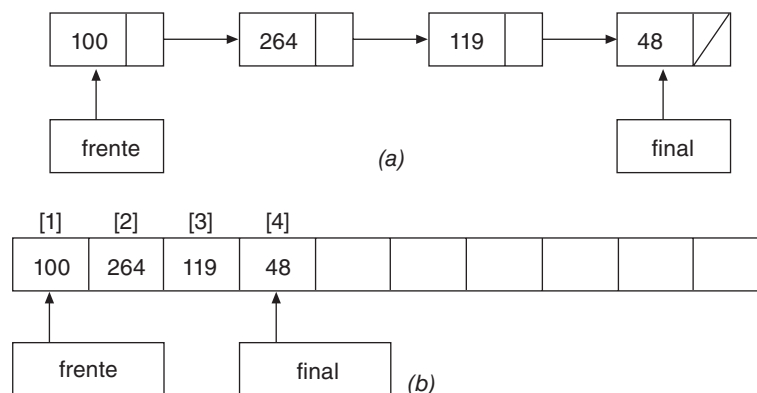 100 264 119 48
frente final
(a)
[1] [2] [3] [4]
100 264 119 48
frente final
(b)